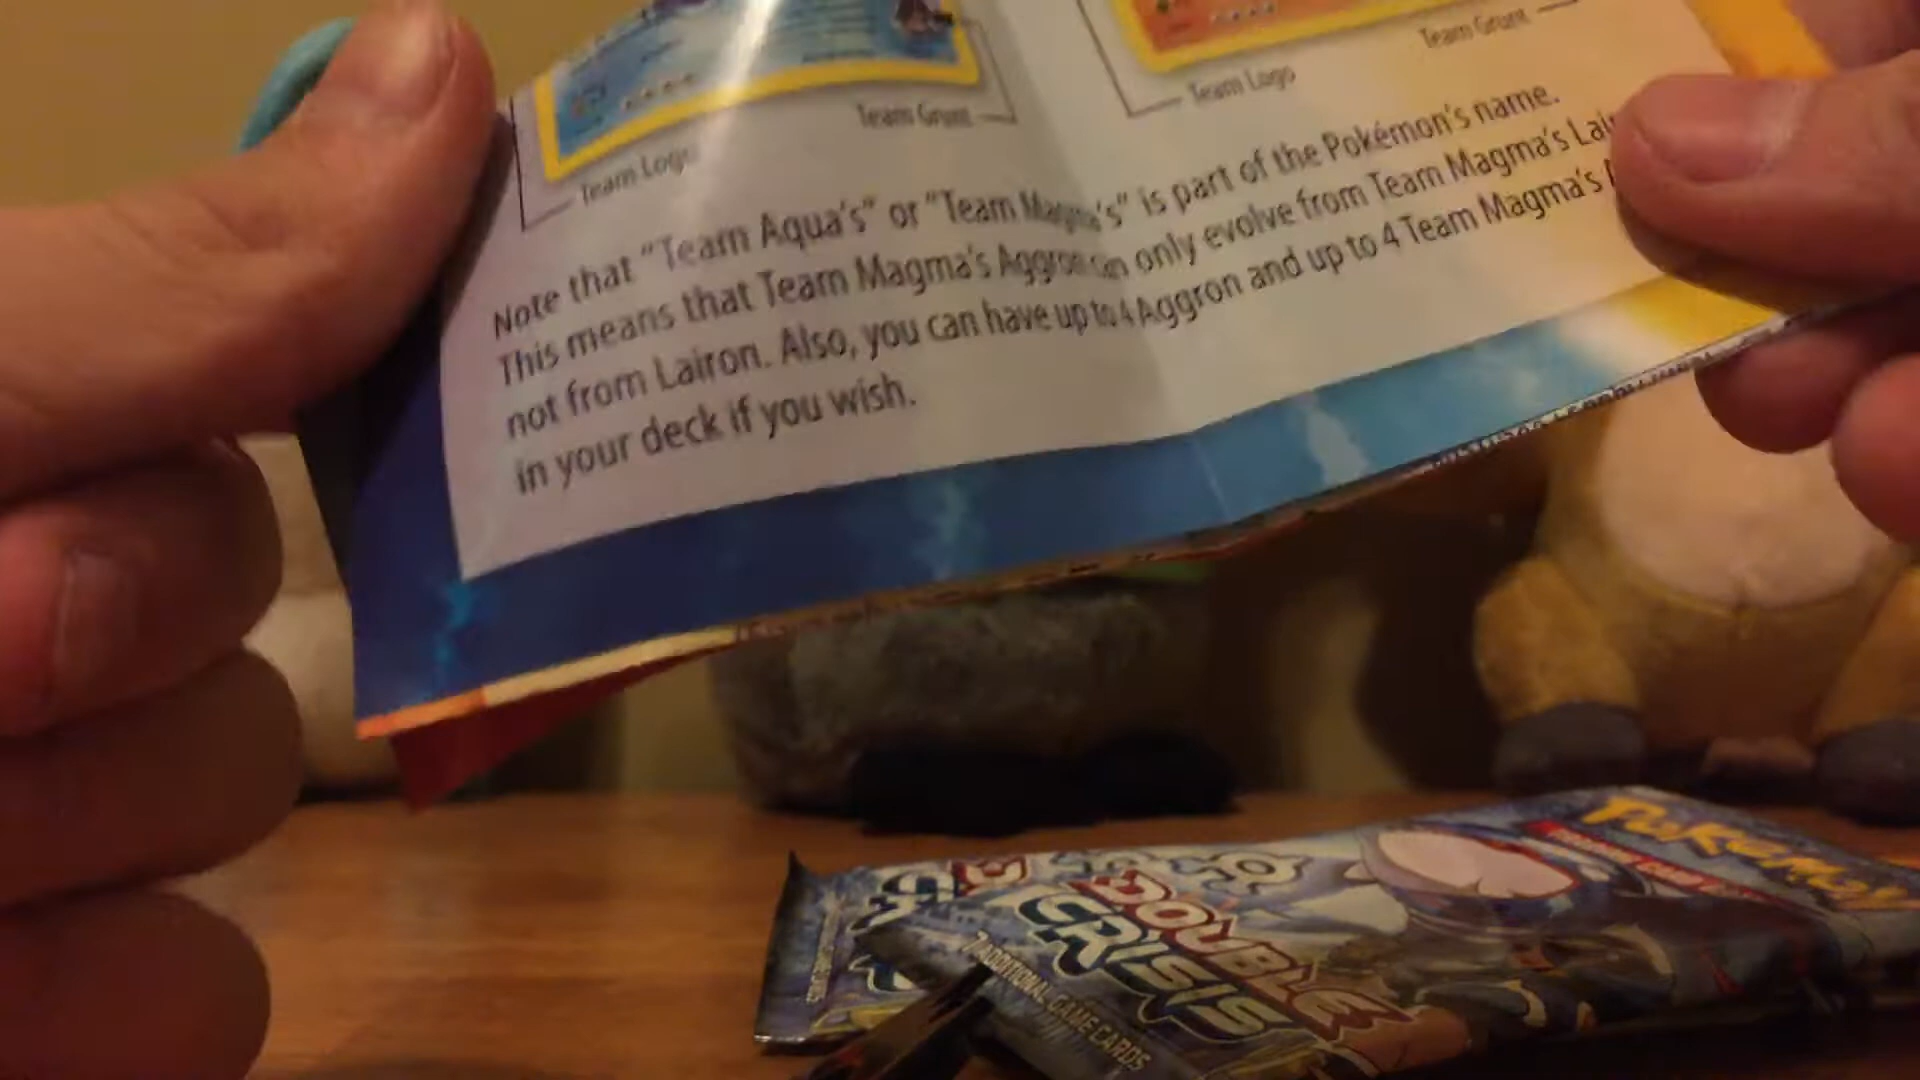 Team Grunt
Team Logo
Team Grunt
Team Logo
Note that "Team Aqua's" or "Team Magma's" is part of the Pokémon's name.
This means that Team Magma's Aggron can only evolve from Team Magma's
not from Lairon. Also, you can have up to 4 Aggron and up to 4 Team Magma's
in your deck if you wish.
POKéMON
DOUBLE
CRISIS
7 ADDITIONAL GAME CARDS